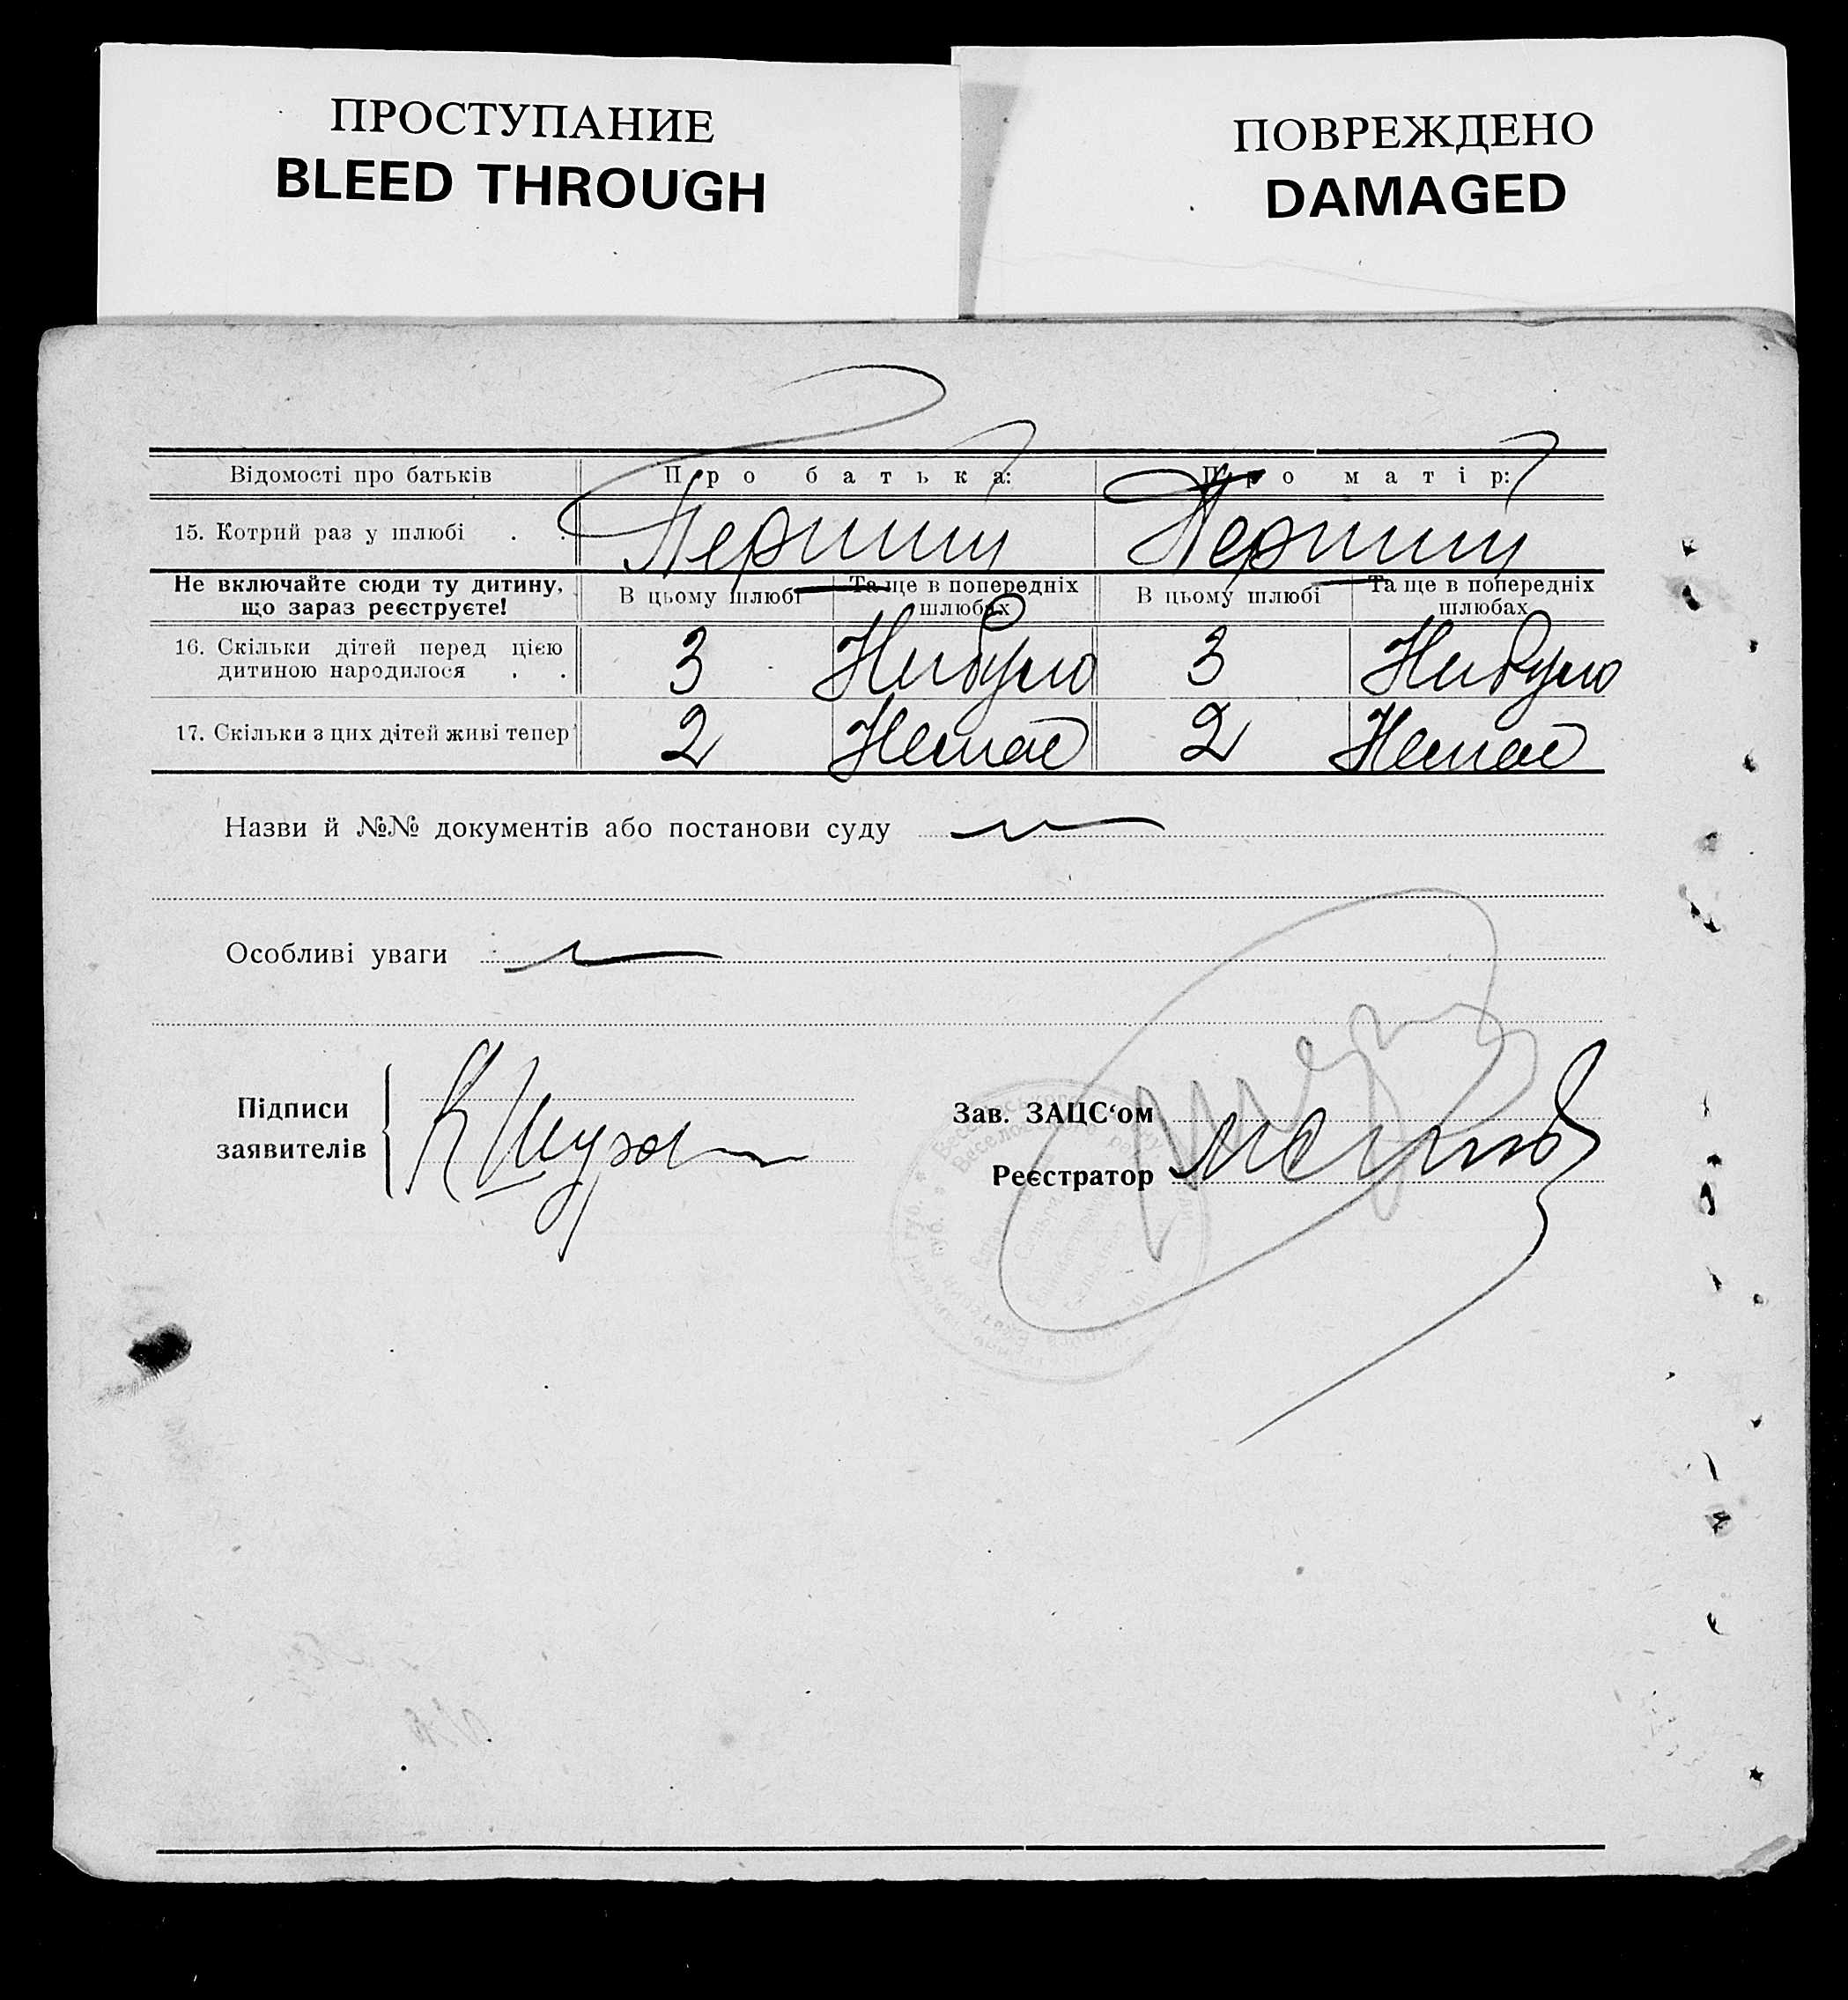 ПРОСТУПАНИЕ
BLEED THROUGH
ПОВРЕЖДЕНО
DAMAGED
Відомості про батьків Про батька: Про матір:
15. Котрий раз у шлюбі . . Перший Перший
Не включайте сюди ту дитину, що зараз реєструєте! В цьому шлюбі Та ще в попередніх шлюбах В цьому шлюбі Та ще в попередніх шлюбах
16. Скільки дітей перед цією дитиною народилося . . 3 Небуло 3 Небуло
17. Скільки з цих дітей живі тепер 2 Немає 2 Немає
Назви й №№ документів або постанови суду
Особливі уваги
Підписи заявителів
Зав. ЗАЦС‘ом
Реєстратор